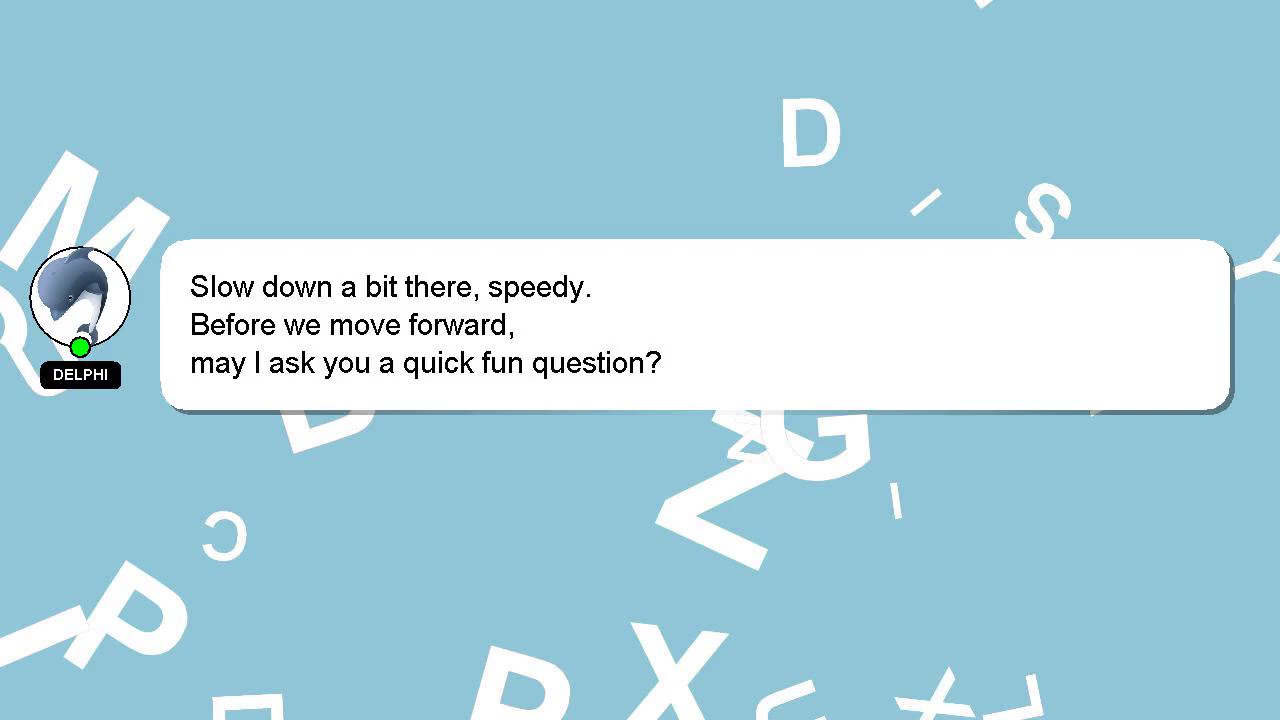 Slow down a bit there, speedy.
Before we move forward,
may I ask you a quick fun question?
DELPHI
D
I
S
M
G
Z
Z
I
C
P
X
P
X
L